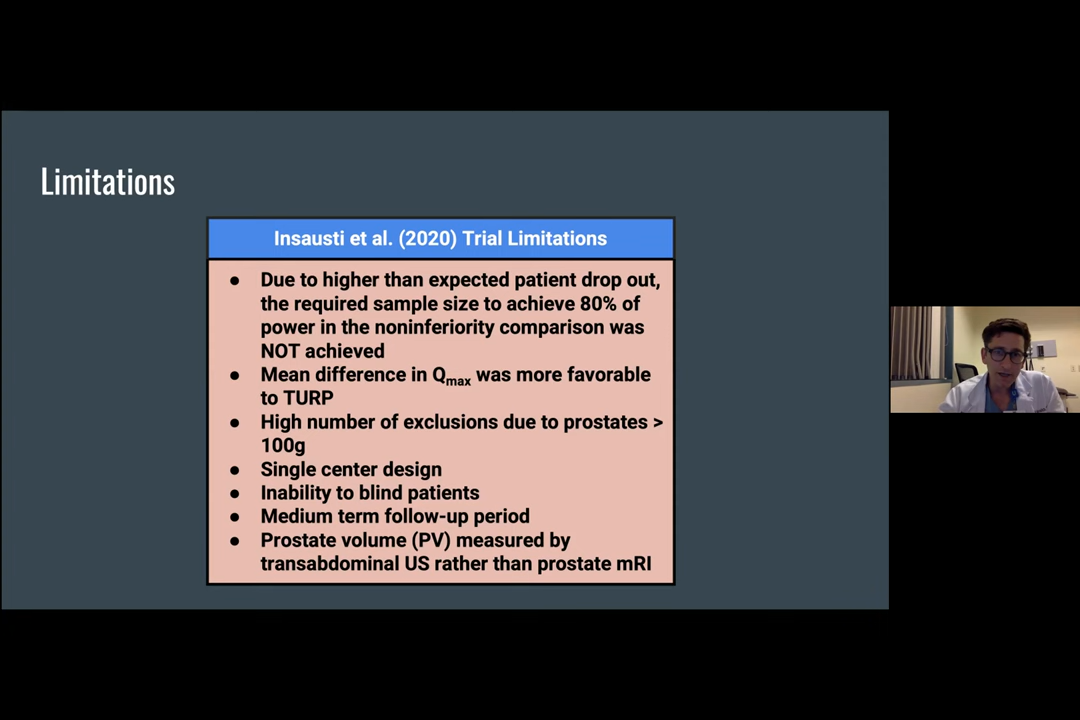 Limitations
Insausti et al. (2020) Trial Limitations
● Due to higher than expected patient drop out,
the required sample size to achieve 80% of
power in the noninferiority comparison was
NOT achieved
● Mean difference in Qmax was more favorable
to TURP
● High number of exclusions due to prostates >
100g
● Single center design
● Inability to blind patients
● Medium term follow-up period
● Prostate volume (PV) measured by
transabdominal US rather than prostate mRI